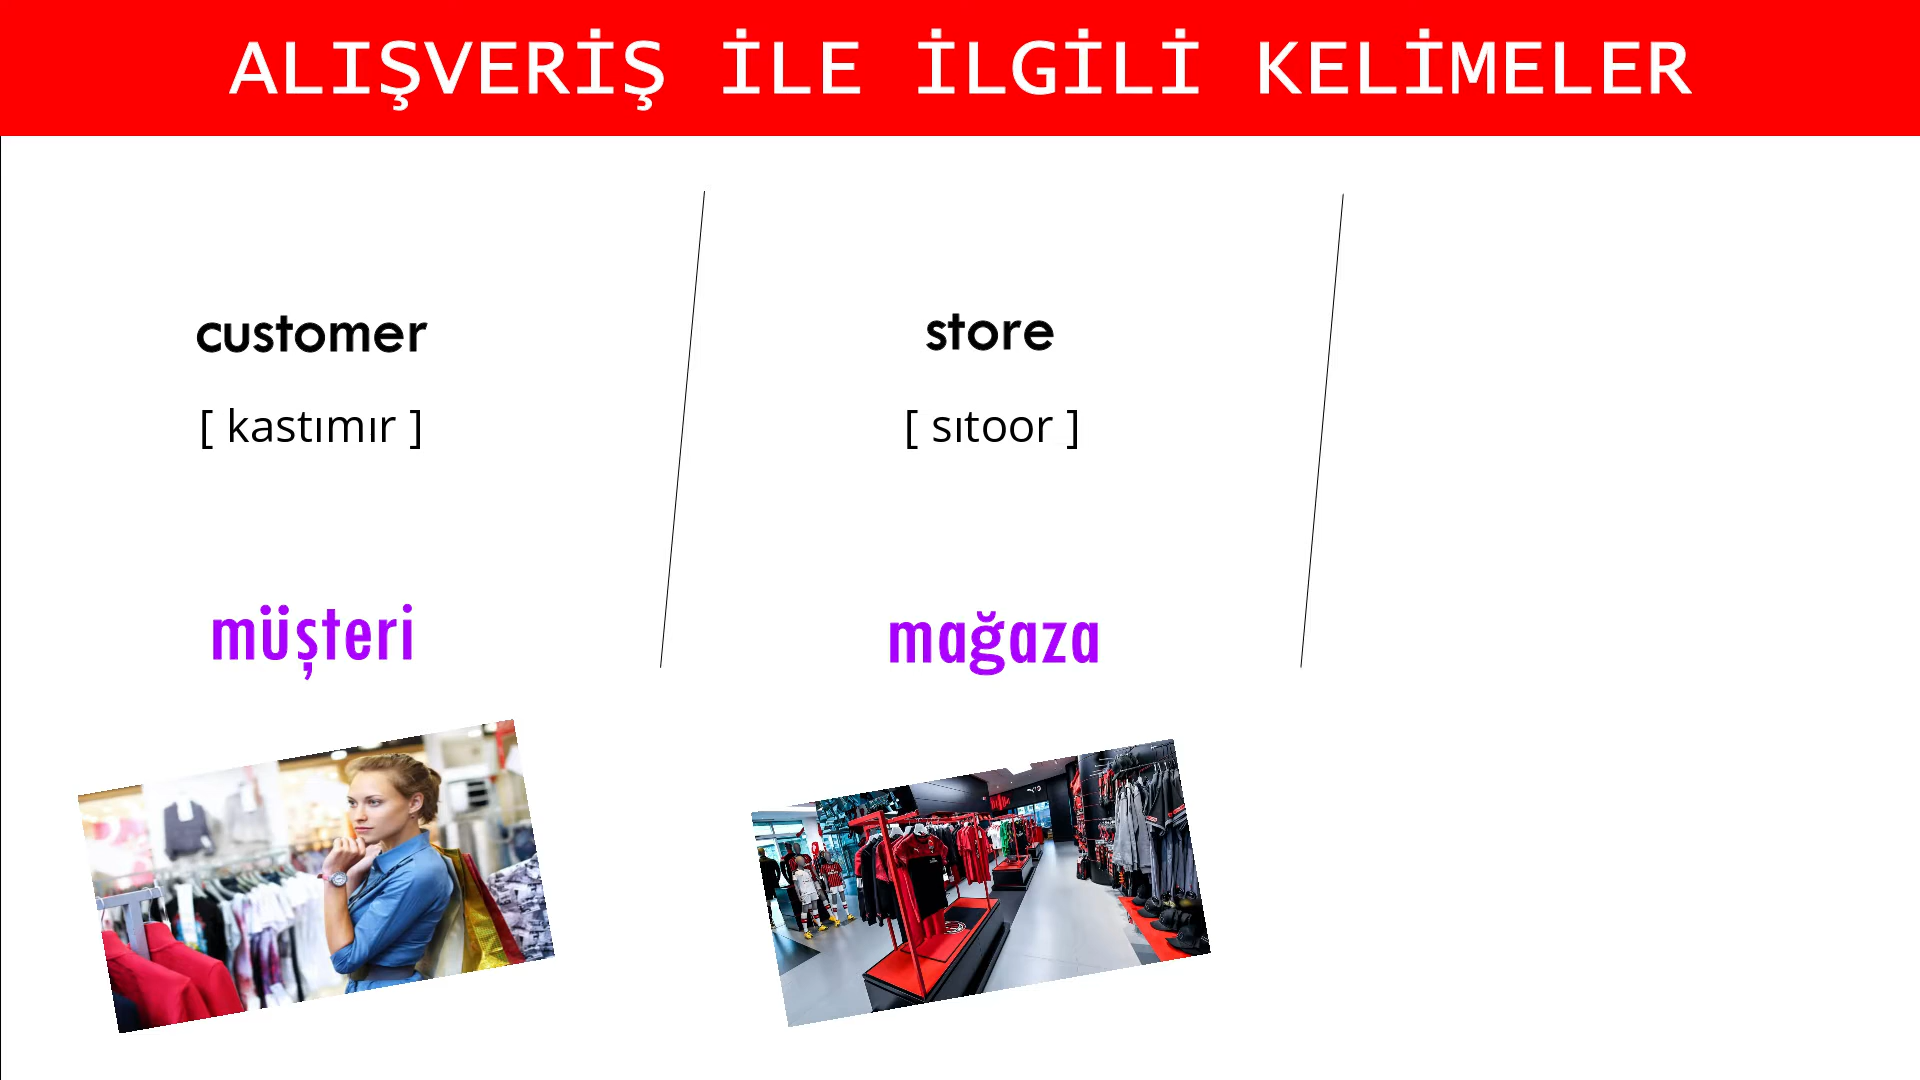 ALIŞVERİŞ İLE İLGİLİ KELİMELER
customer
[ kastımır ]
müşteri
store
[ sıtoor ]
mağaza